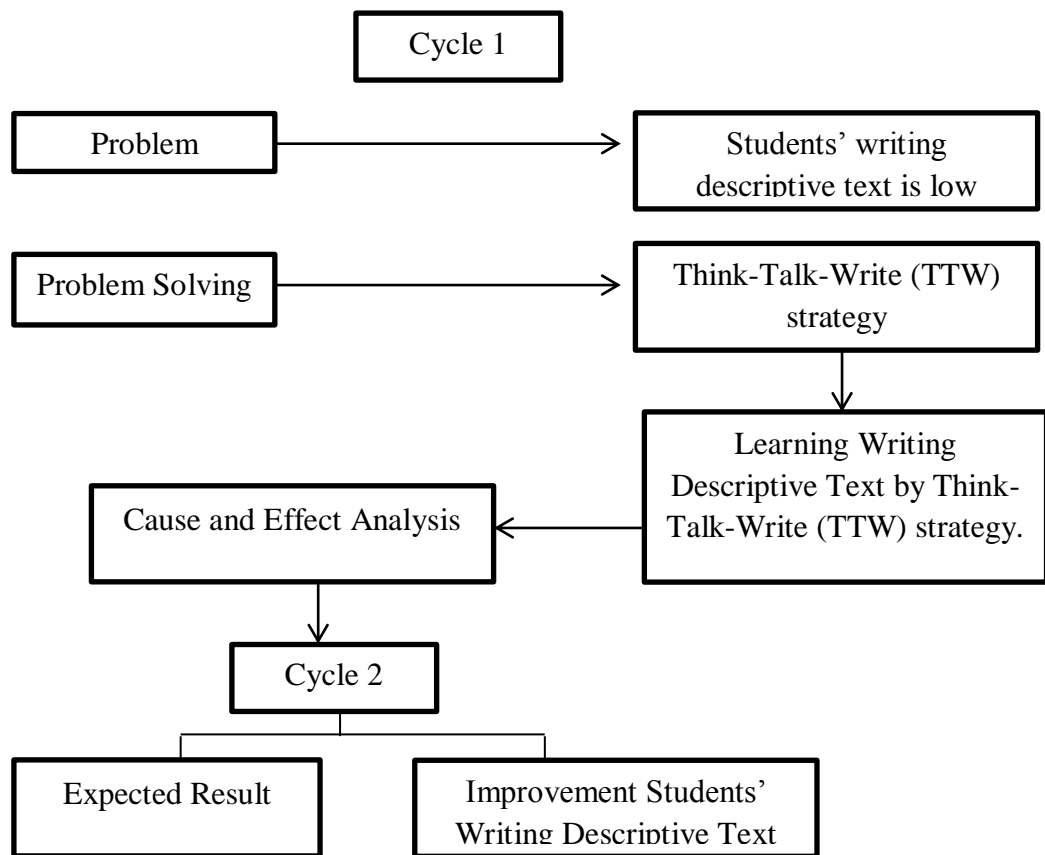 Cycle 1
Problem
Students’ writing
descriptive text is low
Problem Solving
Think-Talk-Write (TTW)
strategy
Learning Writing
Descriptive Text by Think-
Talk-Write (TTW) strategy.
Cause and Effect Analysis
Cycle 2
Expected Result
Improvement Students’
Writing Descriptive Text